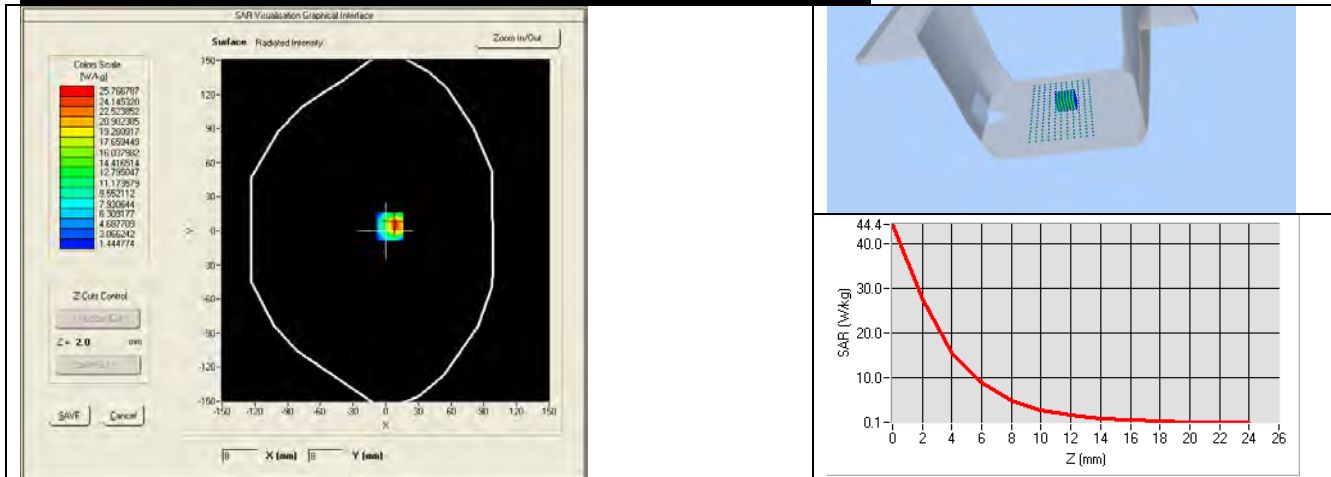 SAR Visualisation Graphical Interface
Surface Radiated Intensity
Zoom In/Out
Colors Scale
(W/kg)
25.766787
24.145320
22.523852
20.902385
19.280917
17.659449
16.037982
14.416514
12.795047
11.173579
9.552112
7.930644
6.309177
4.687709
3.066242
1.444774
Z-Cuts Control
Z = 2.0 mm
SAVE Cancel
150-
120-
90-
60-
30-
0-
-30-
-60-
-90-
-120-
-150-
Y
-150 -120 -90 -60 -30 0 30 60 90 120 150
X
8 X (mm) 8 Y (mm)
44.4-
40.0-
30.0-
20.0-
10.0-
0.1-
SAR (W/kg)
0 2 4 6 8 10 12 14 16 18 20 22 24 26
Z (mm)